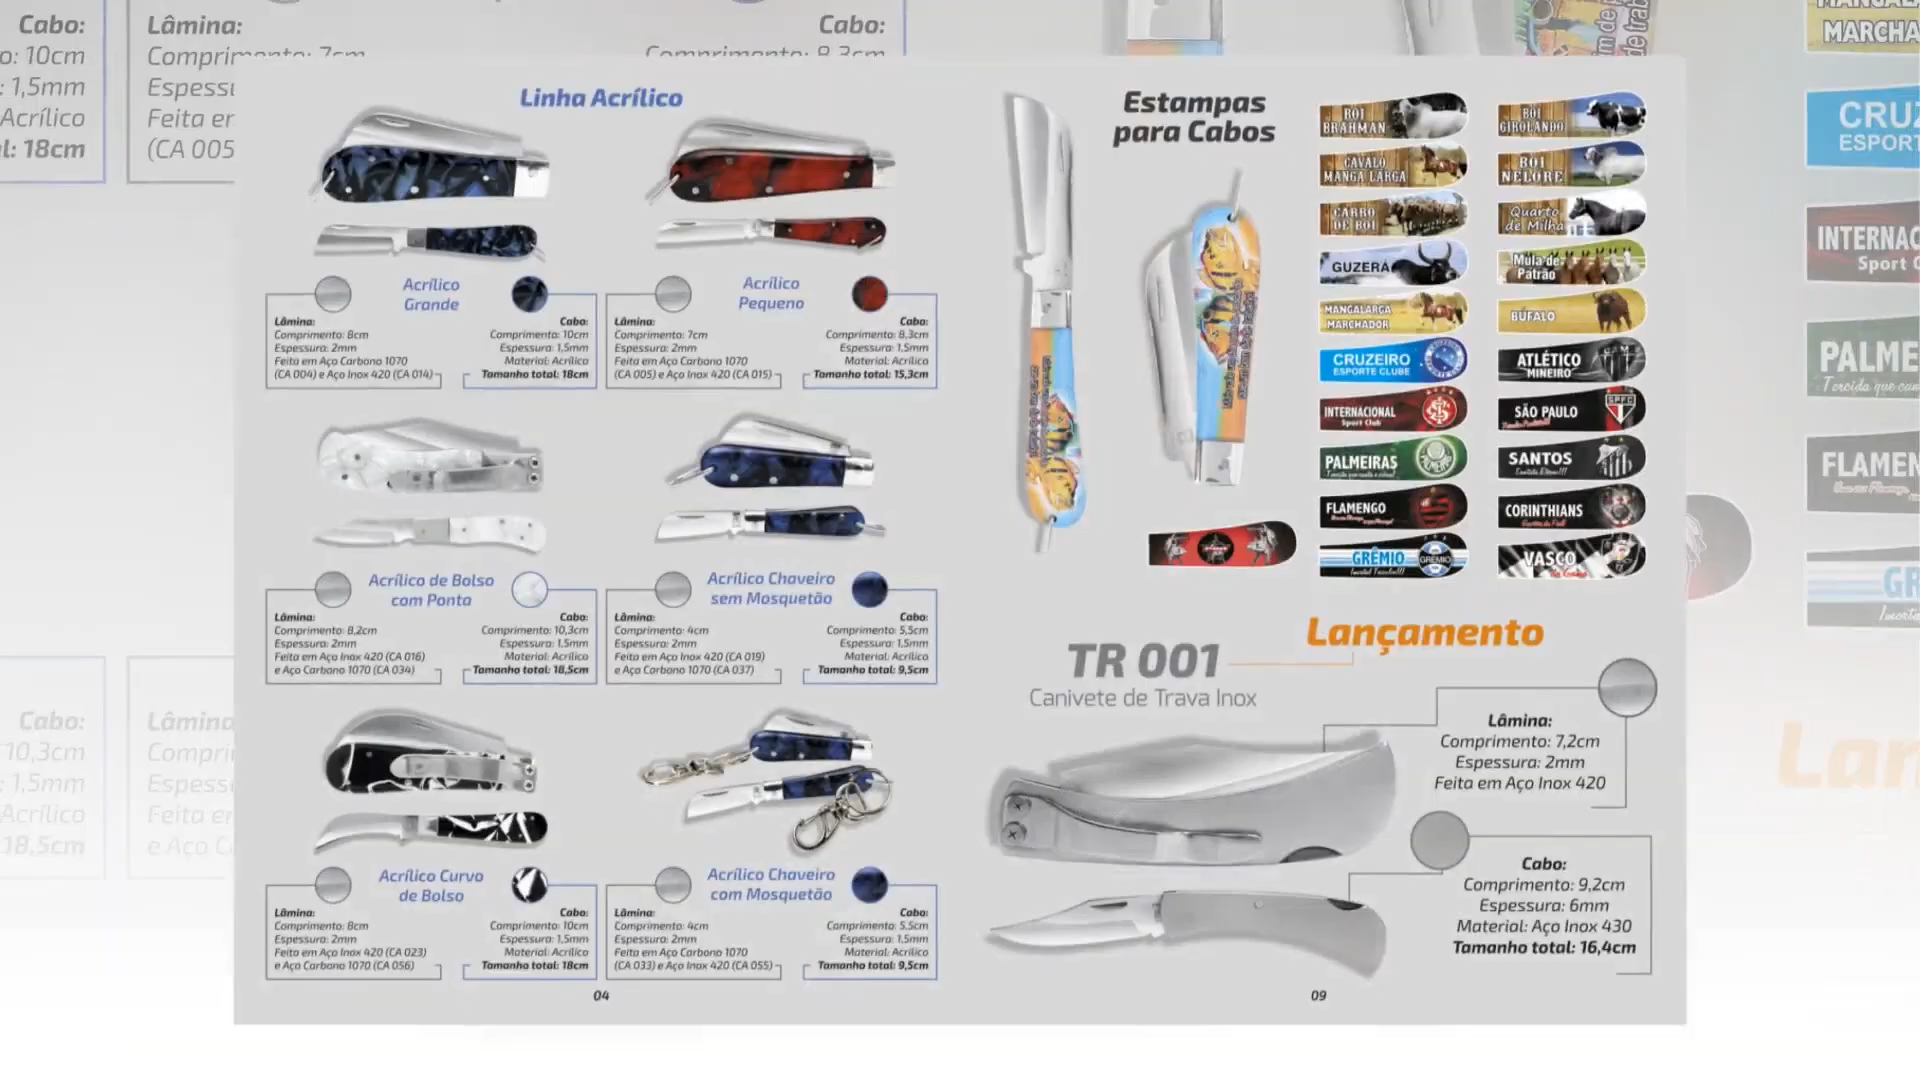 Linha Acrílico
Acrílico
Grande
Lâmina:
Comprimento: 8cm
Espessura: 2mm
Feita em Aço Carbono 1070
(CA 004) e Aço Inox 420 (CA 014)
Cabo:
Comprimento: 10cm
Espessura: 1,5mm
Material: Acrílico
Tamanho total: 18cm
Acrílico
Pequeno
Lâmina:
Comprimento: 7cm
Espessura: 2mm
Feita em Aço Carbono 1070
(CA 005) e Aço Inox 420 (CA 015)
Cabo:
Comprimento: 8,3cm
Espessura: 1,5mm
Material: Acrílico
Tamanho total: 15,3cm
Acrílico de Bolso
com Ponta
Lâmina:
Comprimento: 8,2cm
Espessura: 2mm
Feita em Aço Inox 420 (CA 016)
e Aço Carbono 1070 (CA 034)
Cabo:
Comprimento: 10,3cm
Espessura: 1,5mm
Material: Acrílico
Tamanho total: 18,5cm
Acrílico Chaveiro
sem Mosquetão
Lâmina:
Comprimento: 4cm
Espessura: 2mm
Feita em Aço Inox 420 (CA 019)
e Aço Carbono 1070 (CA 037)
Cabo:
Comprimento: 5,5cm
Espessura: 1,5mm
Material: Acrílico
Tamanho total: 9,5cm
Acrílico Curvo
de Bolso
Lâmina:
Comprimento: 8cm
Espessura: 2mm
Feita em Aço Inox 420 (CA 023)
e Aço Carbono 1070 (CA 056)
Cabo:
Comprimento: 10cm
Espessura: 1,5mm
Material: Acrílico
Tamanho total: 18cm
Acrílico Chaveiro
com Mosquetão
Lâmina:
Comprimento: 4cm
Espessura: 2mm
Feita em Aço Carbono 1070
(CA 033) e Aço Inox 420 (CA 055)
Cabo:
Comprimento: 5,5cm
Espessura: 1,5mm
Material: Acrílico
Tamanho total: 9,5cm
04
Estampas
para Cabos
BOI
BRAHMAN
BOI
GIROLANDO
CAVALO
MANGA LARGA
BOI
NELORE
CARRO
DE BOI
Quarto
de Milha
GUZERÁ
Mula de
Patrão
MANGALARGA
MARCHADOR
BÚFALO
CRUZEIRO
ESPORTE CLUBE
ATLÉTICO
MINEIRO
INTERNACIONAL
Sport Club
SÃO PAULO
SPFC
PALMEIRAS
SANTOS
FLAMENGO
CORINTHIANS
GRÊMIO
GRÊMIO
VASCO
Lançamento
TR 001
Canivete de Trava Inox
Lâmina:
Comprimento: 7,2cm
Espessura: 2mm
Feita em Aço Inox 420
Cabo:
Comprimento: 9,2cm
Espessura: 6mm
Material: Aço Inox 430
Tamanho total: 16,4cm
09